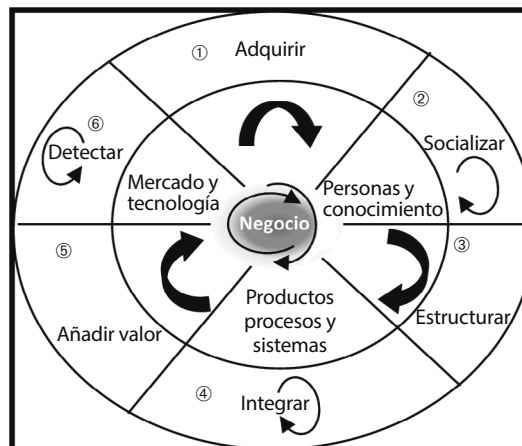 ① Adquirir
② Socializar
③ Estructurar
④ Integrar
⑤ Añadir valor
⑥ Detectar
Mercado y
tecnología
Personas y
conocimiento
Productos
procesos y
sistemas
Negocio